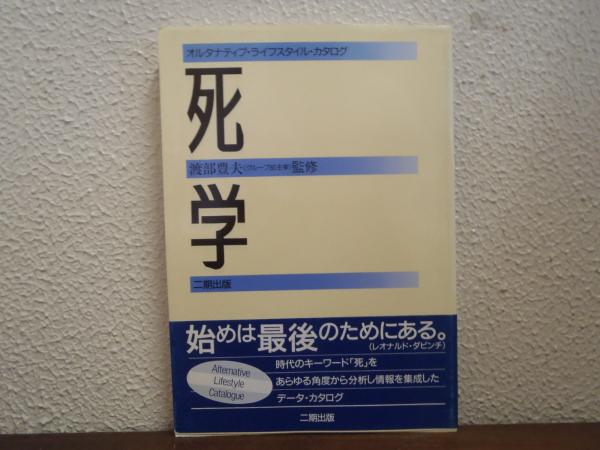 オルタナティブ・ライフスタイル・カタログ
死
渡部豊夫 監修
学
二期出版
始めは最後のためにある。
(レオナルド・ダビンチ)
Alternative
Lifestyle
Catalogue
時代のキーワード「死」を
あらゆる角度から分析し情報を集成した
データ・カタログ
二期出版